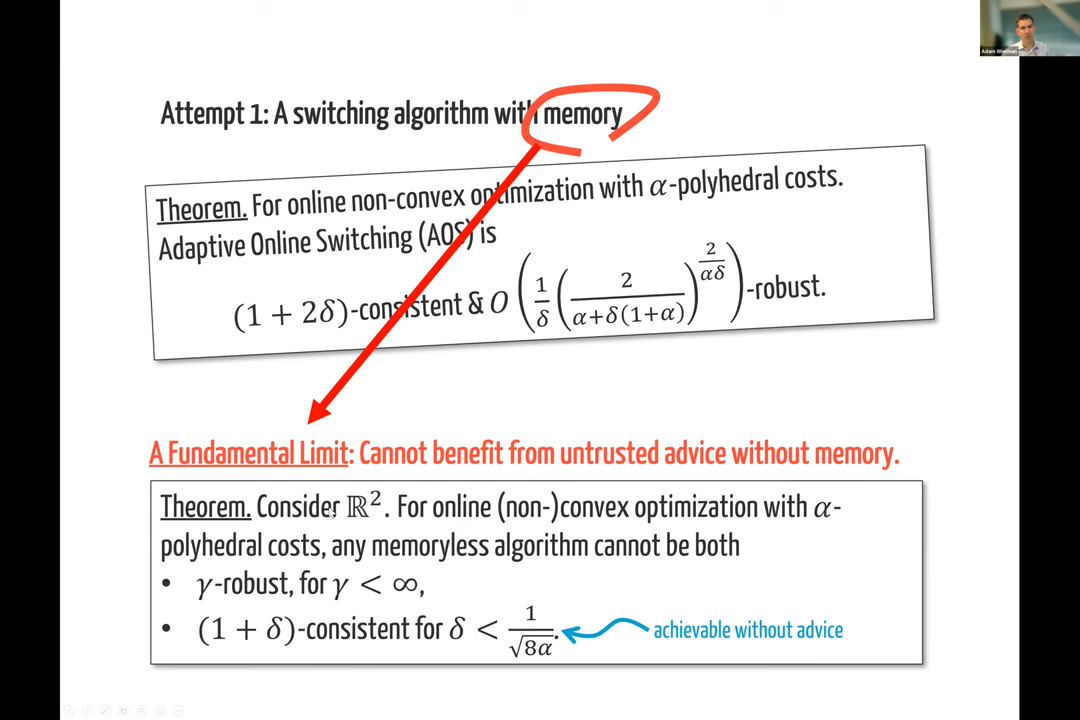 Adam Wierman
Attempt 1: A switching algorithm with memory
Theorem. For online non-convex optimization with α-polyhedral costs.
Adaptive Online Switching (AOS) is
(1 + 2δ)-consistent & O(1/δ (2/(α+δ(1+α)))^(2/(αδ)))-robust.
A Fundamental Limit: Cannot benefit from untrusted advice without memory.
Theorem. Consider ℝ². For online (non-)convex optimization with α-
polyhedral costs, any memoryless algorithm cannot be both
• γ-robust, for γ < ∞,
• (1 + δ)-consistent for δ < 1/√8α.
achievable without advice